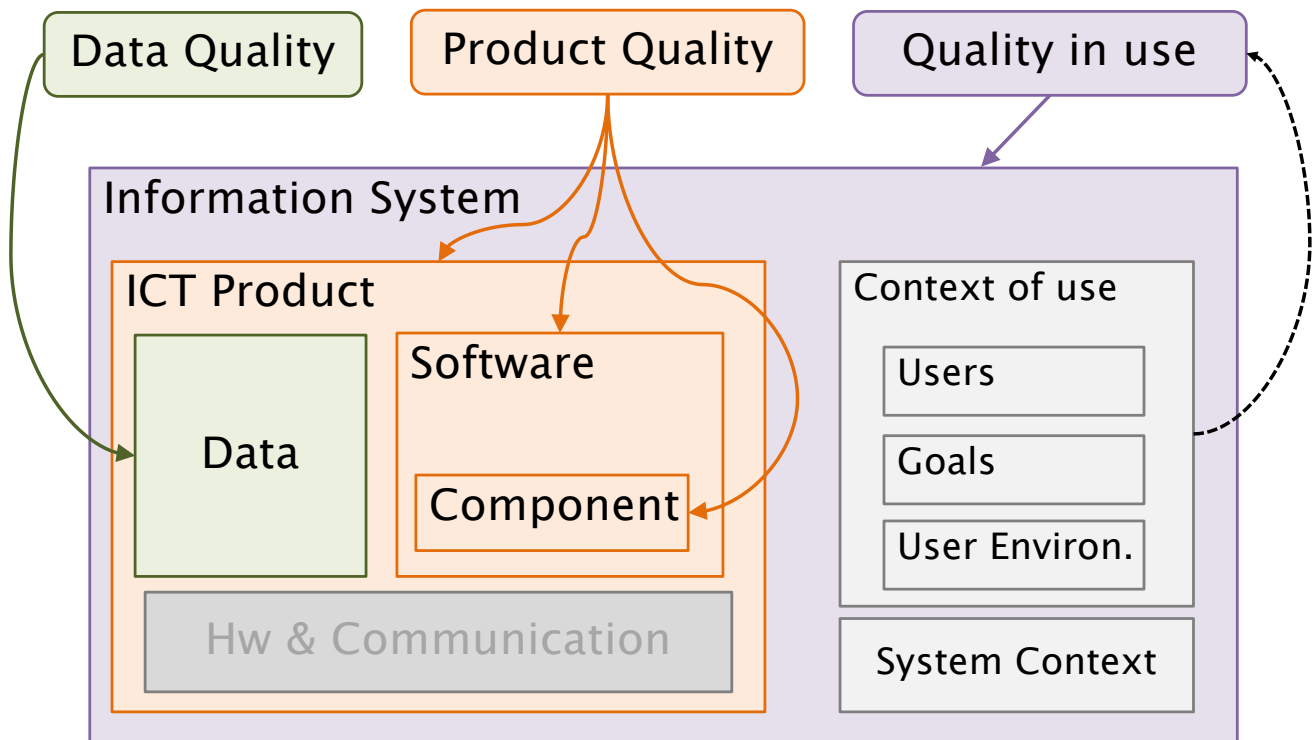 Data Quality
Product Quality
Quality in use
Information System
ICT Product
Context of use
Data
Software
Component
Users
Goals
User Environ.
Hw & Communication
System Context